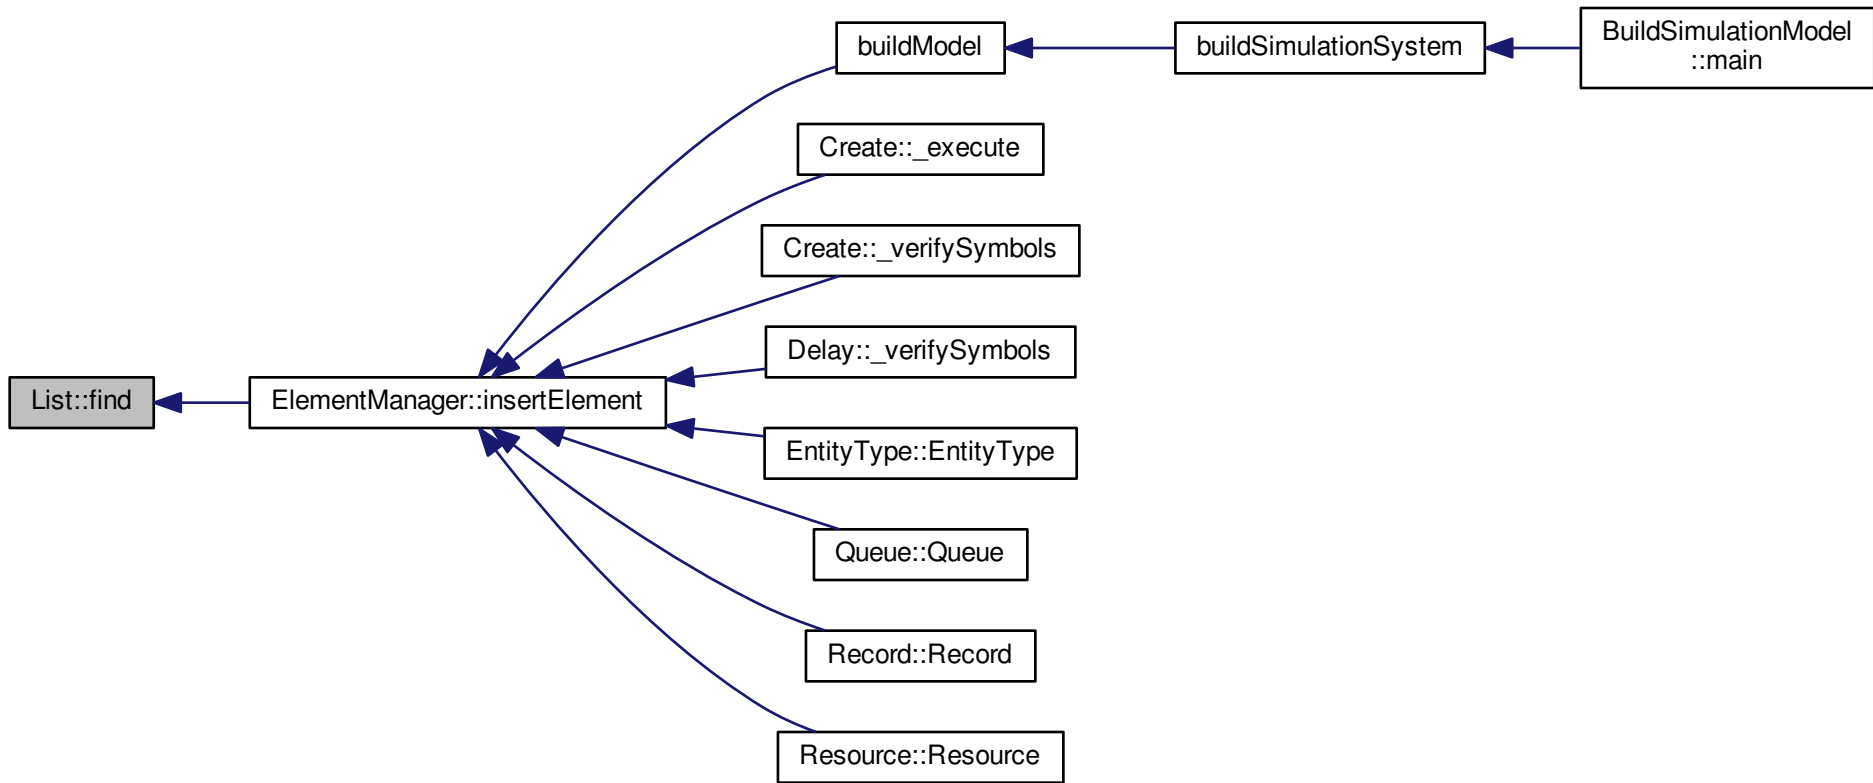 buildModel
buildSimulationSystem
BuildSimulationModel
::main
Create::_execute
Create::_verifySymbols
Delay::_verifySymbols
List::find
ElementManager::insertElement
EntityType::EntityType
Queue::Queue
Record::Record
Resource::Resource